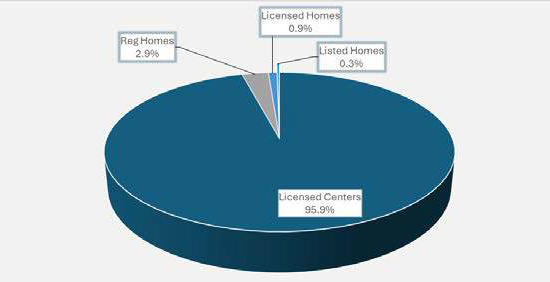 Licensed Homes
0.9%
Reg Homes
2.9%
Listed Homes
0.3%
Licensed Centers
95.9%